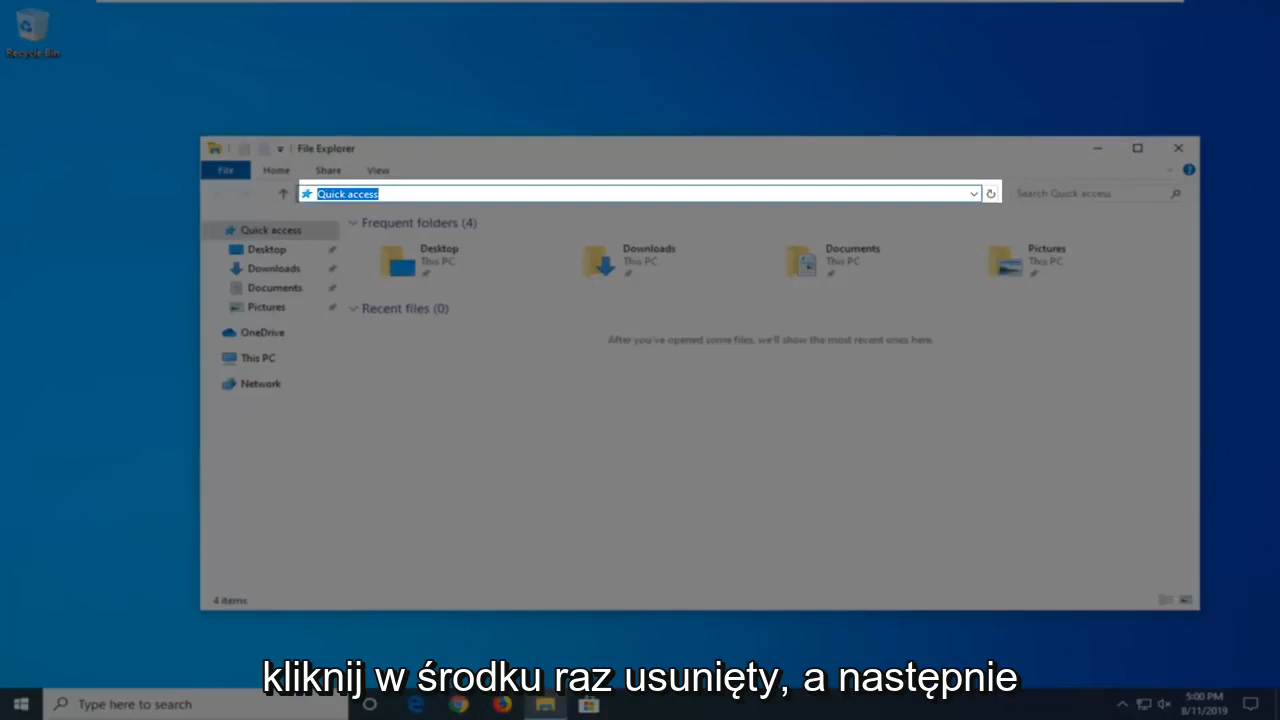 Recycle Bin
File Explorer
File Home Share View
Quick access
Search Quick access
Quick access
Desktop
Downloads
Documents
Pictures
OneDrive
This PC
Network
Frequent folders (4)
Desktop
This PC
Downloads
This PC
Documents
This PC
Pictures
This PC
Recent files (0)
After you've opened some files, we'll show the most recent ones here.
4 items
kliknij w środku raz usunięty, a następnie
Type here to search
5:00 PM
8/11/2019